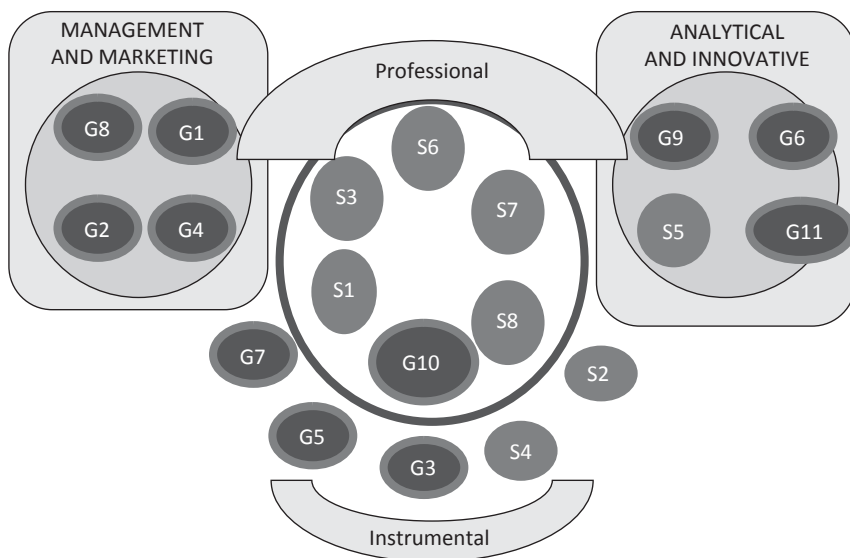 MANAGEMENT
AND MARKETING
G8
G1
G2
G4
Professional
S6
S3
S7
S1
S8
G10
ANALYTICAL
AND INNOVATIVE
G9
G6
S5
G11
G7
S2
G5
G3
S4
Instrumental